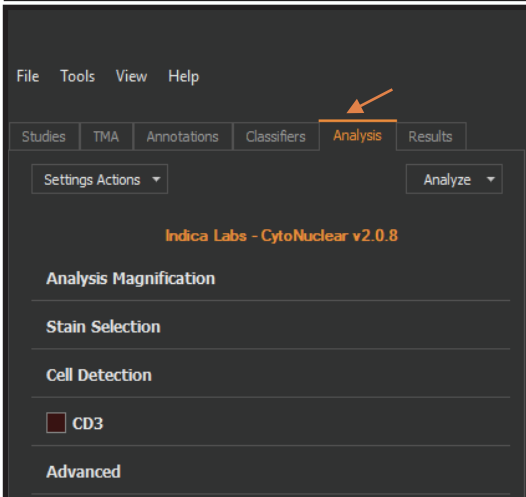 File Tools View Help
Studies TMA Annotations Classifiers Analysis Results
Settings Actions Analyze
Indica Labs - CytoNuclear v2.0.8
Analysis Magnification
Stain Selection
Cell Detection
CD3
Advanced